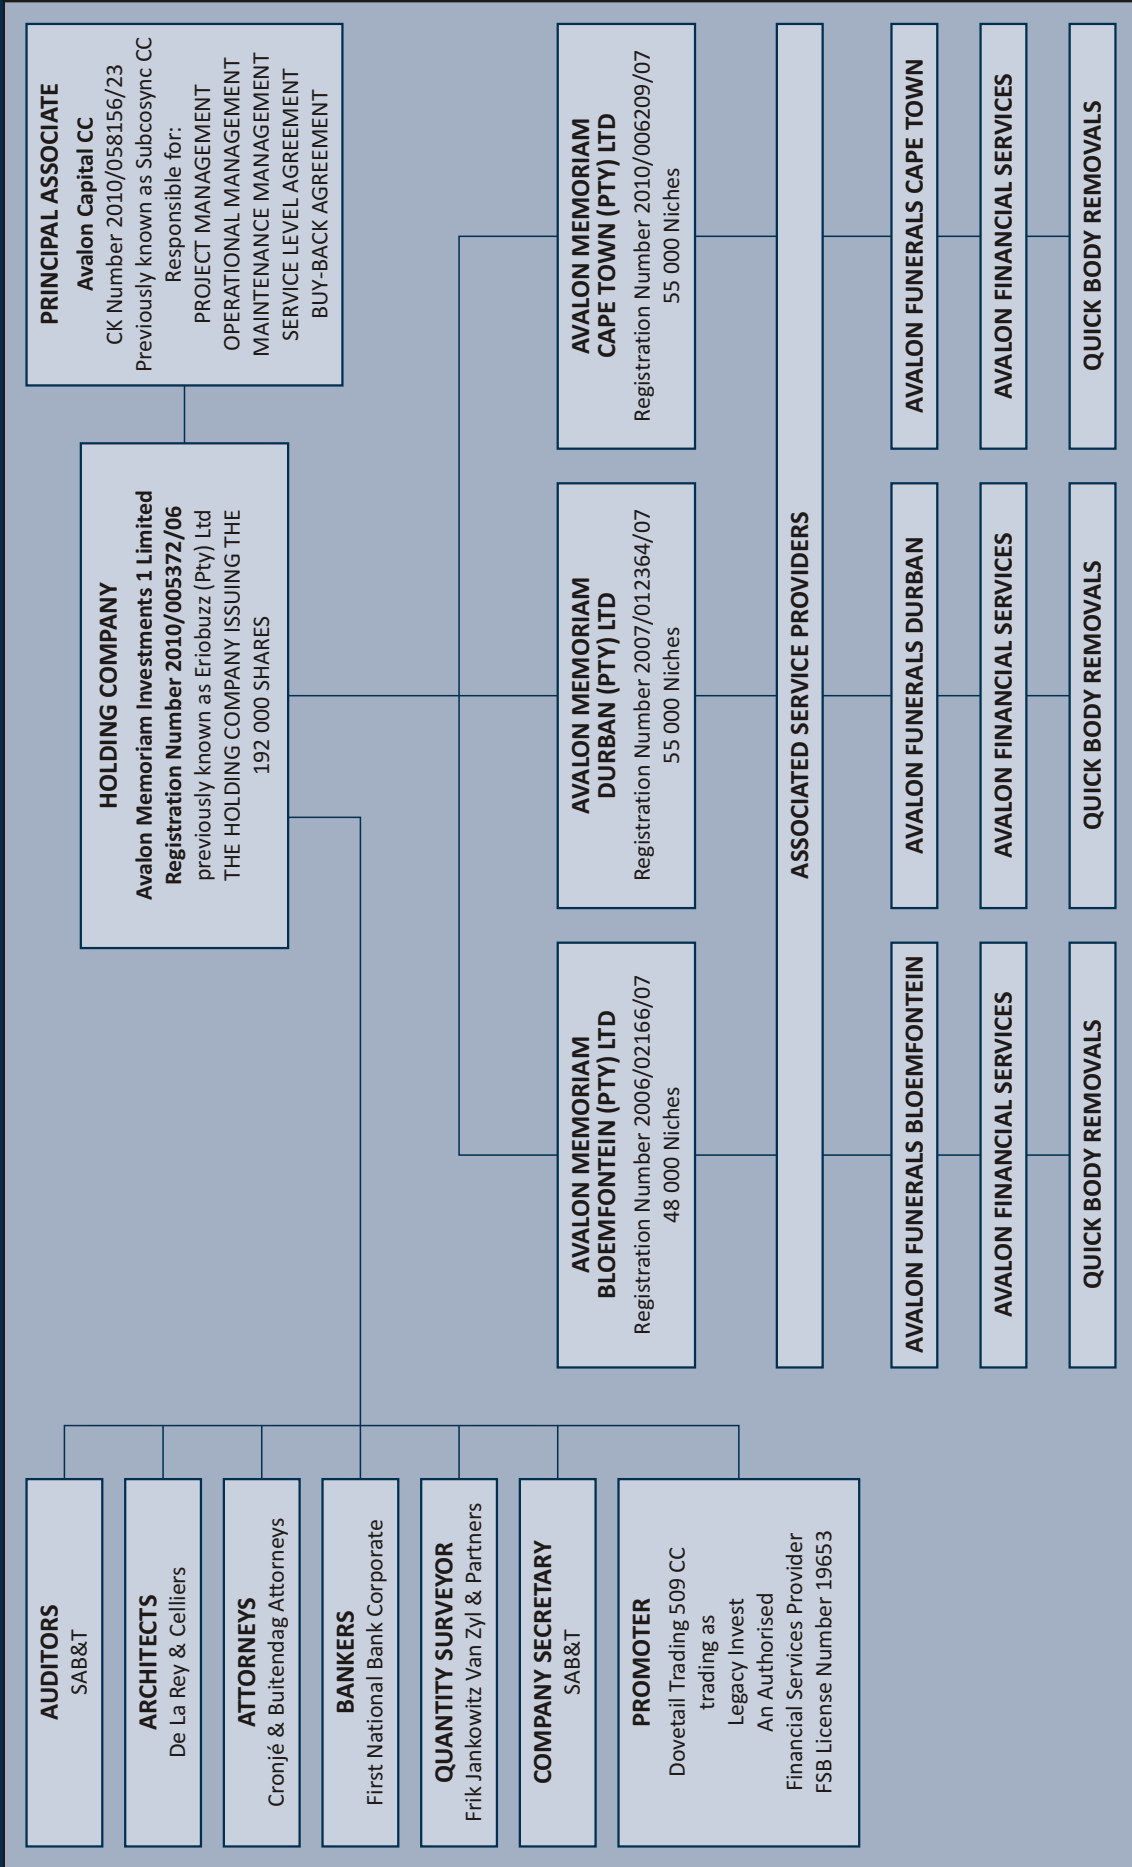 AUDITORS
SAB&T
ARCHITECTS
De La Rey & Celliers
ATTORNEYS
Cronjé & Buitendag Attorneys
BANKERS
First National Bank Corporate
QUANTITY SURVEYOR
Frik Jankowitz Van Zyl & Partners
COMPANY SECRETARY
SAB&T
PROMOTER
Dovetail Trading 509 CC
trading as
Legacy Invest
An Authorised
Financial Services Provider
FSB License Number 19653
HOLDING COMPANY
Avalon Memoriam Investments 1 Limited
Registration Number 2010/005372/06
previously known as Eriobuzz (Pty) Ltd
THE HOLDING COMPANY ISSUING THE
192 000 SHARES
PRINCIPAL ASSOCIATE
Avalon Capital CC
CK Number 2010/058156/23
Previously known as Subcosync CC
Responsible for:
PROJECT MANAGEMENT
OPERATIONAL MANAGEMENT
MAINTENANCE MANAGEMENT
SERVICE LEVEL AGREEMENT
BUY-BACK AGREEMENT
AVALON MEMORIAM
BLOEMFONTEIN (PTY) LTD
Registration Number 2006/02166/07
48 000 Niches
AVALON MEMORIAM
DURBAN (PTY) LTD
Registration Number 2007/012364/07
55 000 Niches
AVALON MEMORIAM
CAPE TOWN (PTY) LTD
Registration Number 2010/006209/07
55 000 Niches
ASSOCIATED SERVICE PROVIDERS
AVALON FUNERALS BLOEMFONTEIN
AVALON FUNERALS DURBAN
AVALON FUNERALS CAPE TOWN
AVALON FINANCIAL SERVICES
AVALON FINANCIAL SERVICES
AVALON FINANCIAL SERVICES
QUICK BODY REMOVALS
QUICK BODY REMOVALS
QUICK BODY REMOVALS